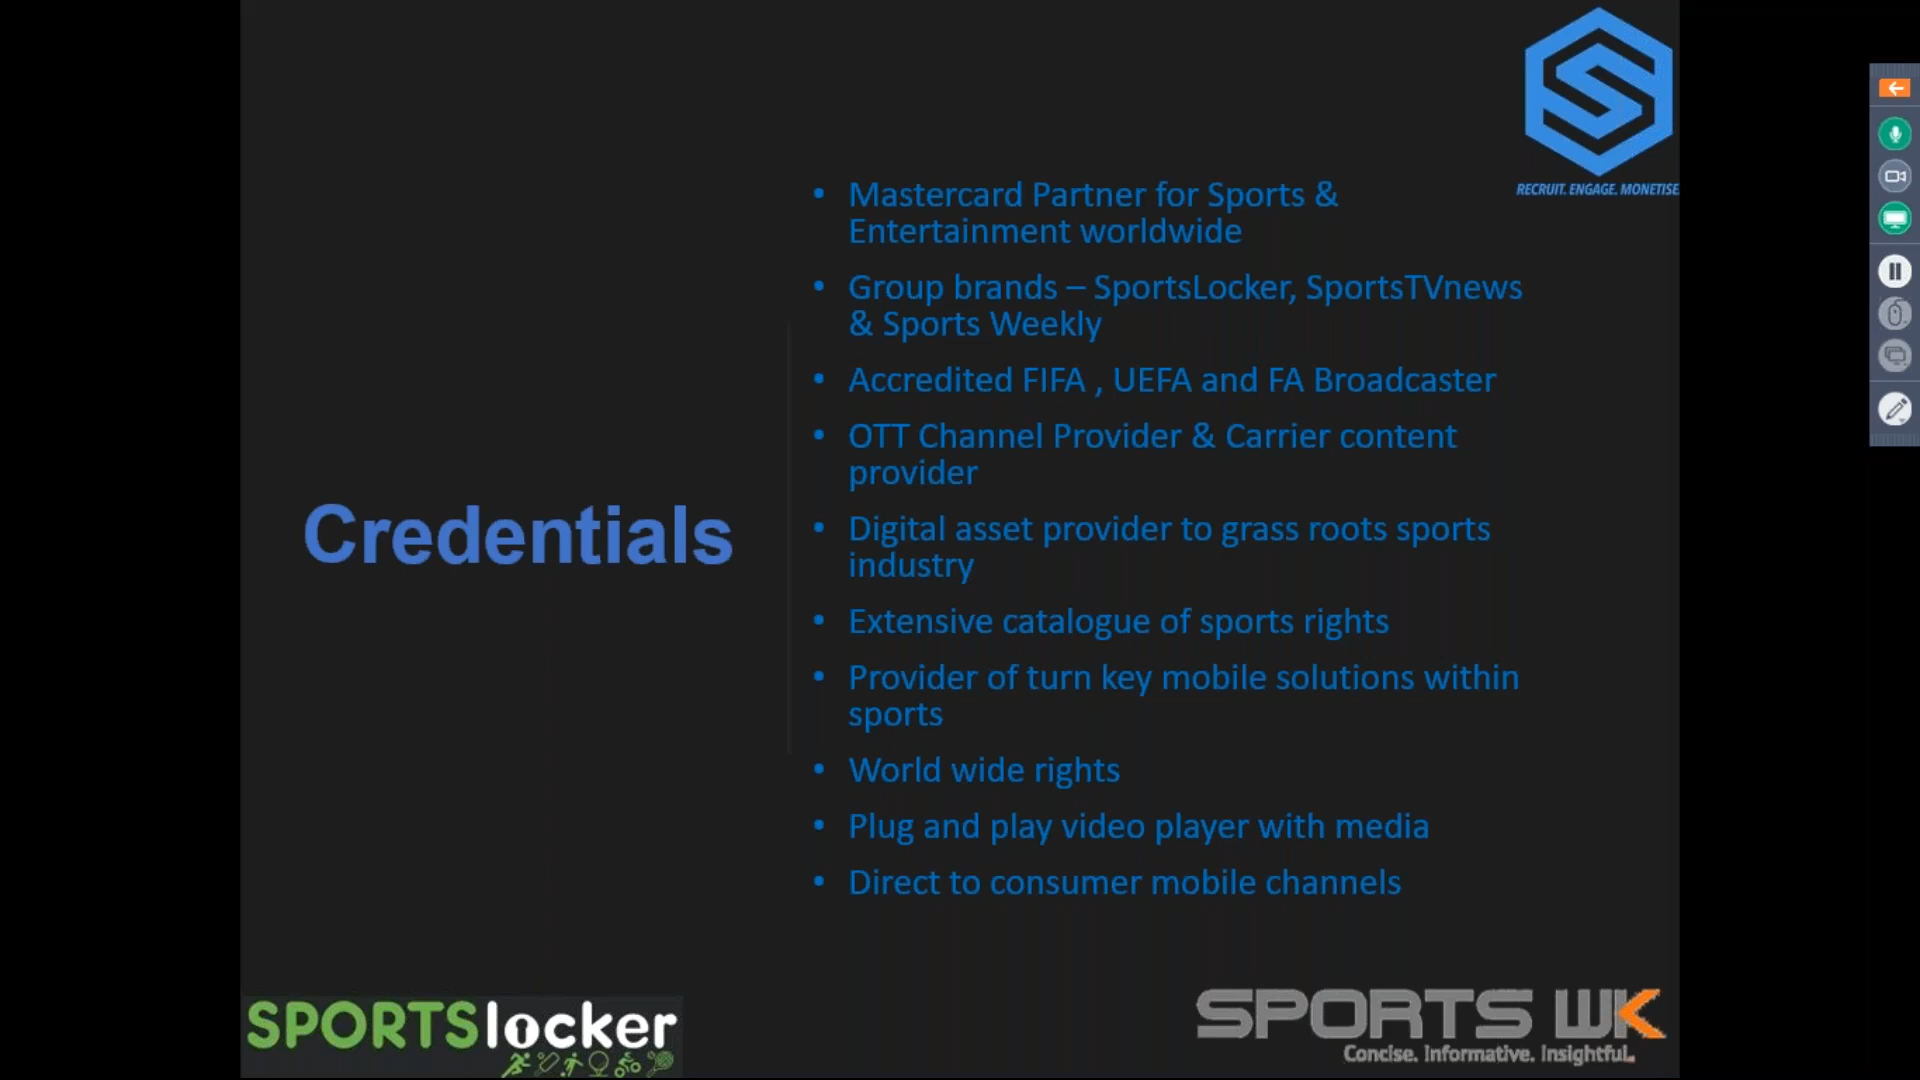 RECRUIT. ENGAGE. MONETISE
Credentials
• Mastercard Partner for Sports &
Entertainment worldwide
• Group brands – SportsLocker, SportsTVnews
& Sports Weekly
• Accredited FIFA , UEFA and FA Broadcaster
• OTT Channel Provider & Carrier content
provider
• Digital asset provider to grass roots sports
industry
• Extensive catalogue of sports rights
• Provider of turn key mobile solutions within
sports
• World wide rights
• Plug and play video player with media
• Direct to consumer mobile channels
SPORTSlocker
SPORTS WK
Concise. Informative. Insightful.